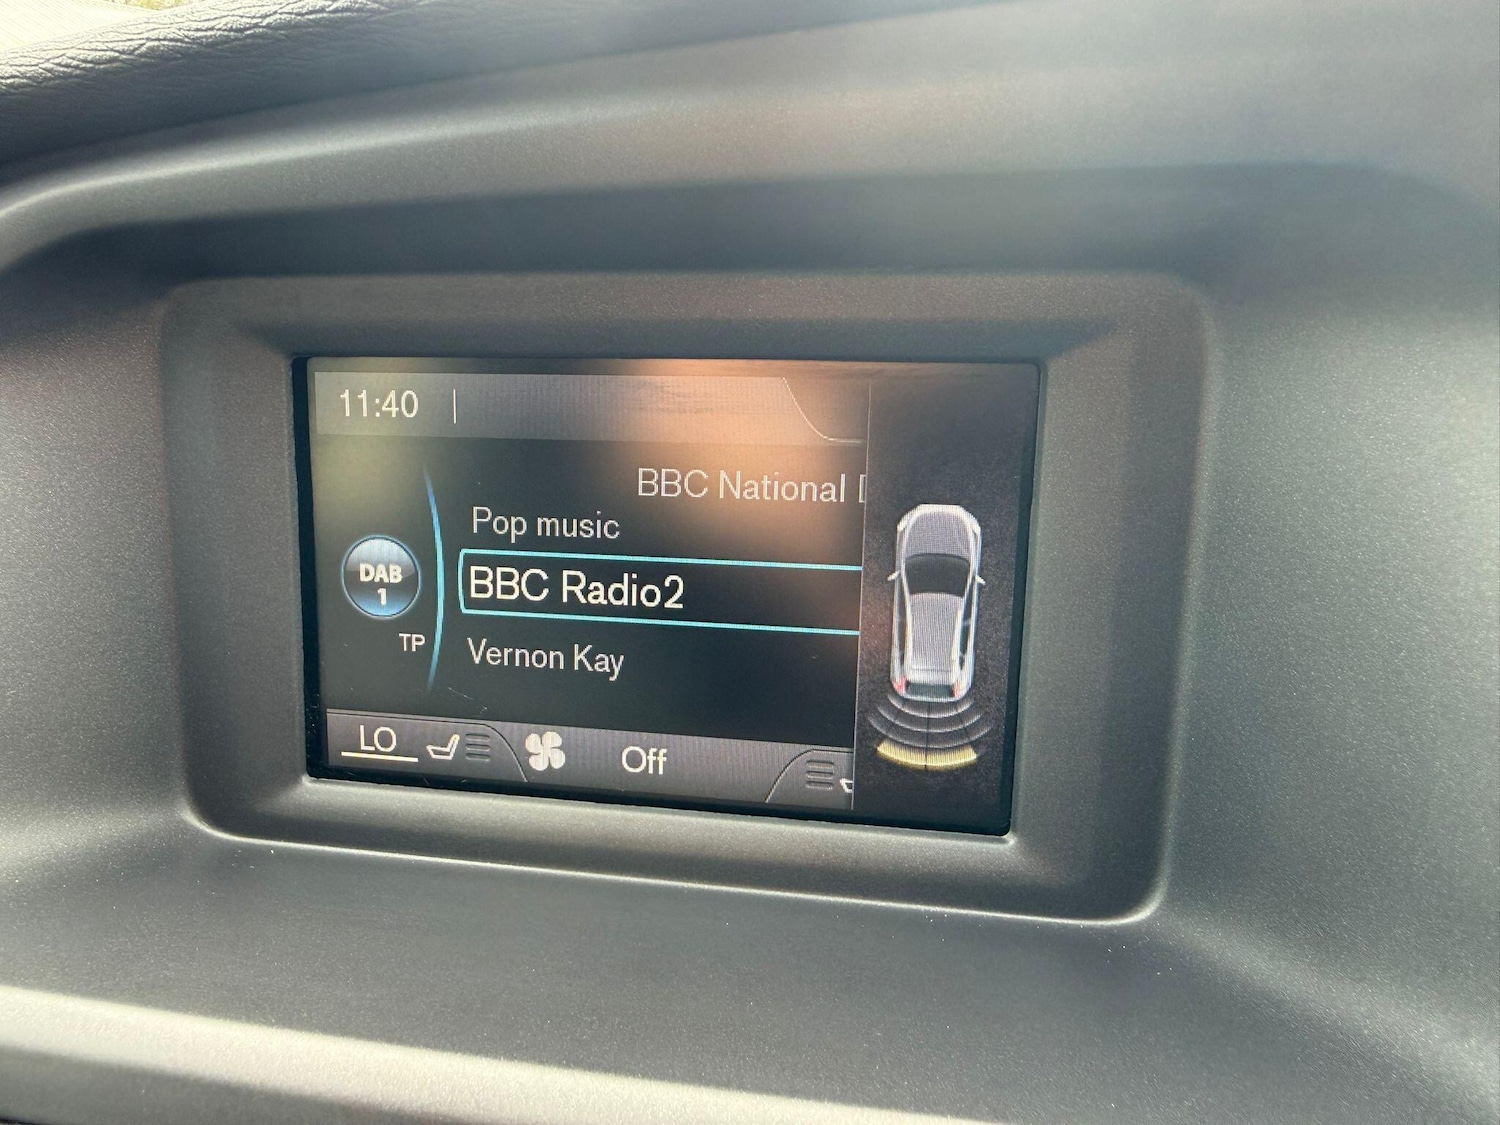 11:40
BBC National
Pop music
DAB
1
BBC Radio2
TP
Vernon Kay
LO
Off